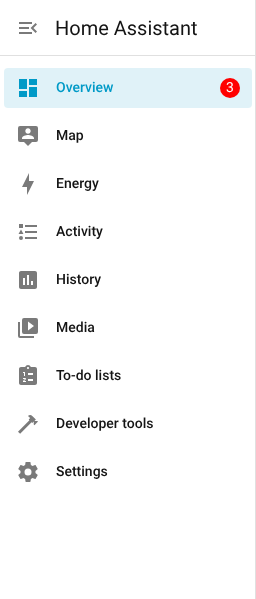 Home Assistant
Overview 3
Map
Energy
Activity
History
Media
To-do lists
Developer tools
Settings